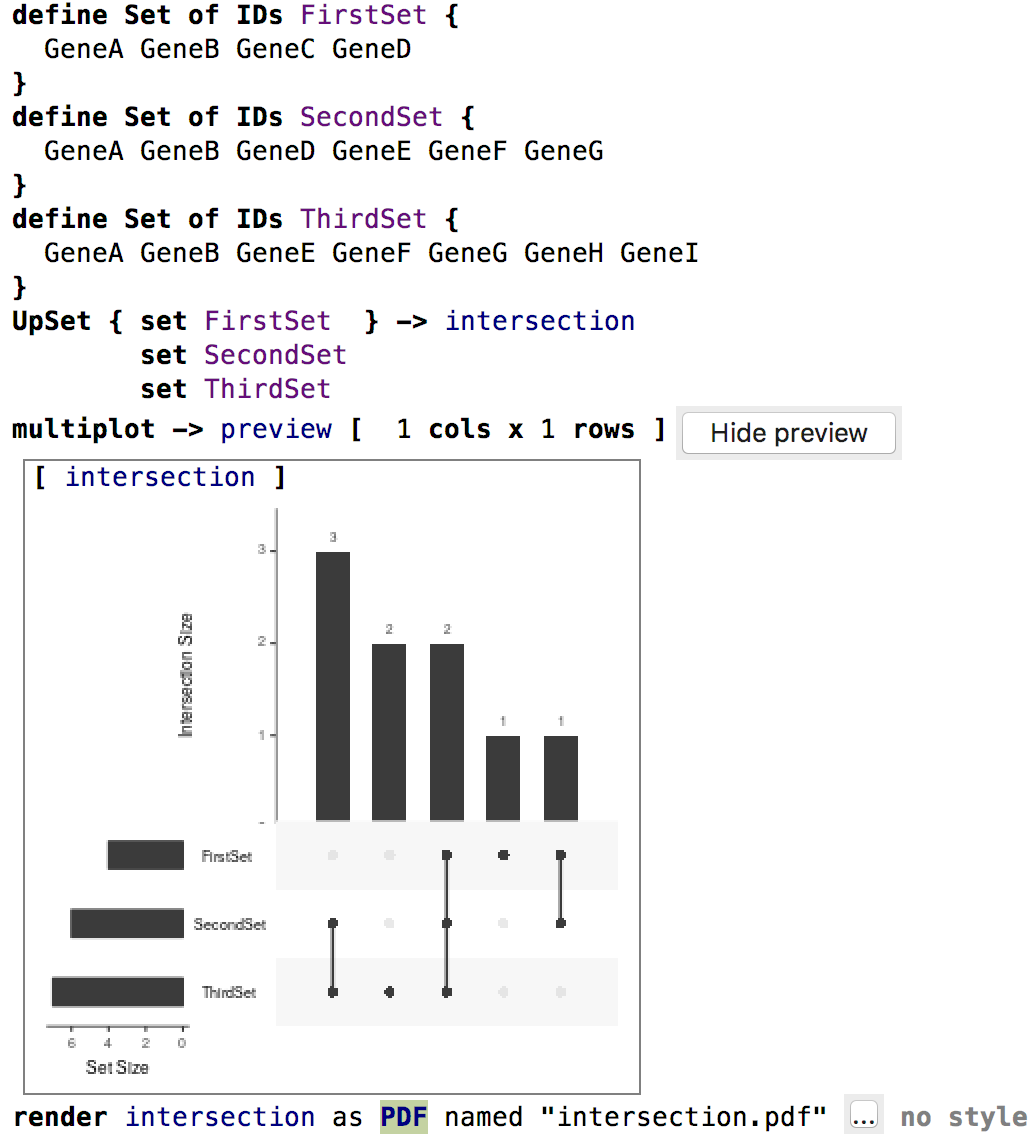 define Set of IDs FirstSet {
GeneA GeneB GeneC GeneD
}
define Set of IDs SecondSet {
GeneA GeneB GeneD GeneE GeneF GeneG
}
define Set of IDs ThirdSet {
GeneA GeneB GeneE GeneF GeneG GeneH GeneI
}
UpSet { set FirstSet } -> intersection
set SecondSet
set ThirdSet
multiplot -> preview [ 1 cols x 1 rows ] Hide preview
[ intersection ]
3
3
2 2
2
1 1
1
Intersection Size
FirstSet
SecondSet
ThirdSet
6 4 2 0
Set Size
render intersection as PDF named "intersection.pdf" ... no style